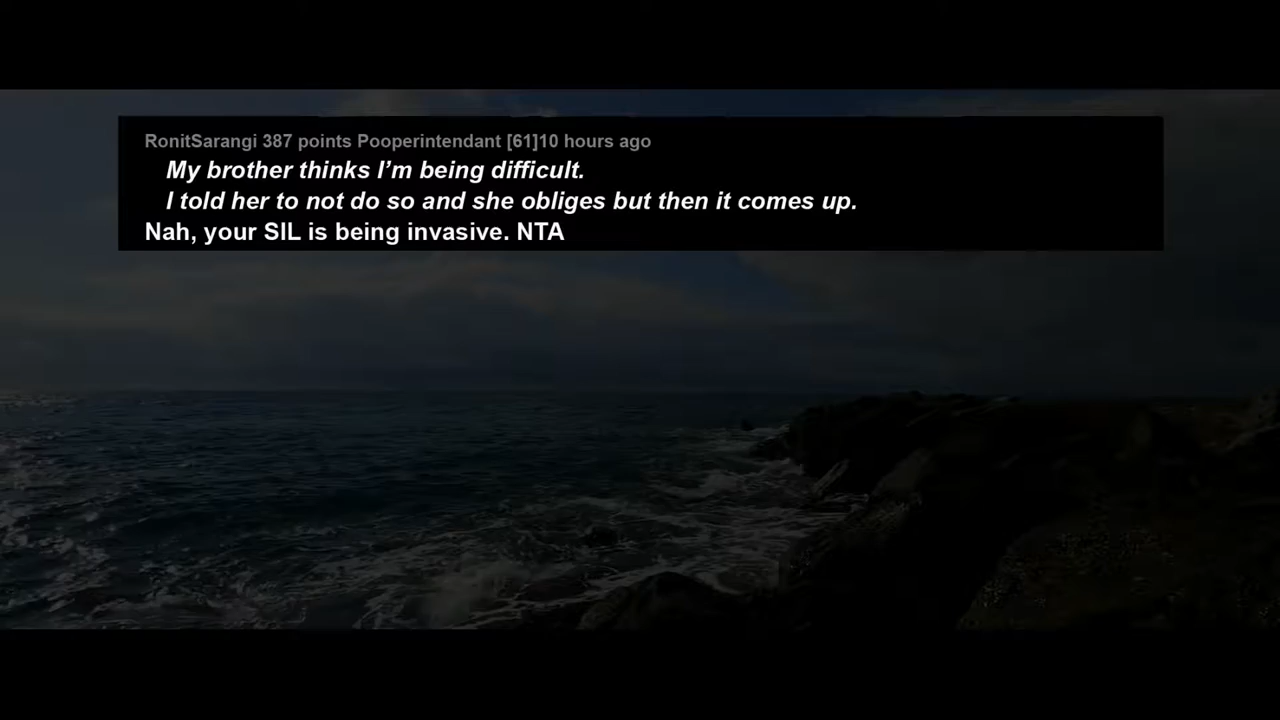 RonitSarangi 387 points Pooperintendant [61]10 hours ago
My brother thinks I’m being difficult.
I told her to not do so and she obliges but then it comes up.
Nah, your SIL is being invasive. NTA